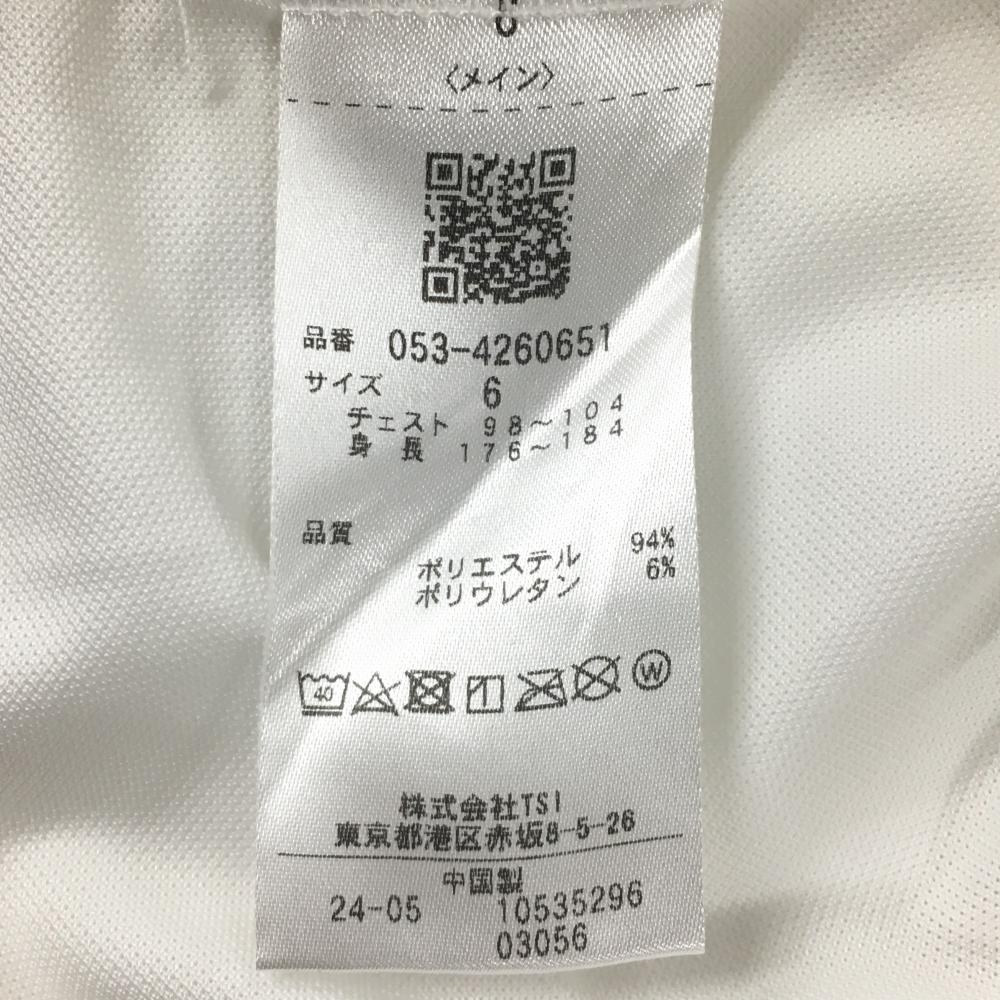 〈メイン〉
品番 053-4260651
サイズ 6
チェスト 98～104
身長 176～184
品質
ポリエステル 94%
ポリウレタン 6%
40
W
株式会社TSI
東京都港区赤坂8-5-26
中国製
24-05 10535296
03056